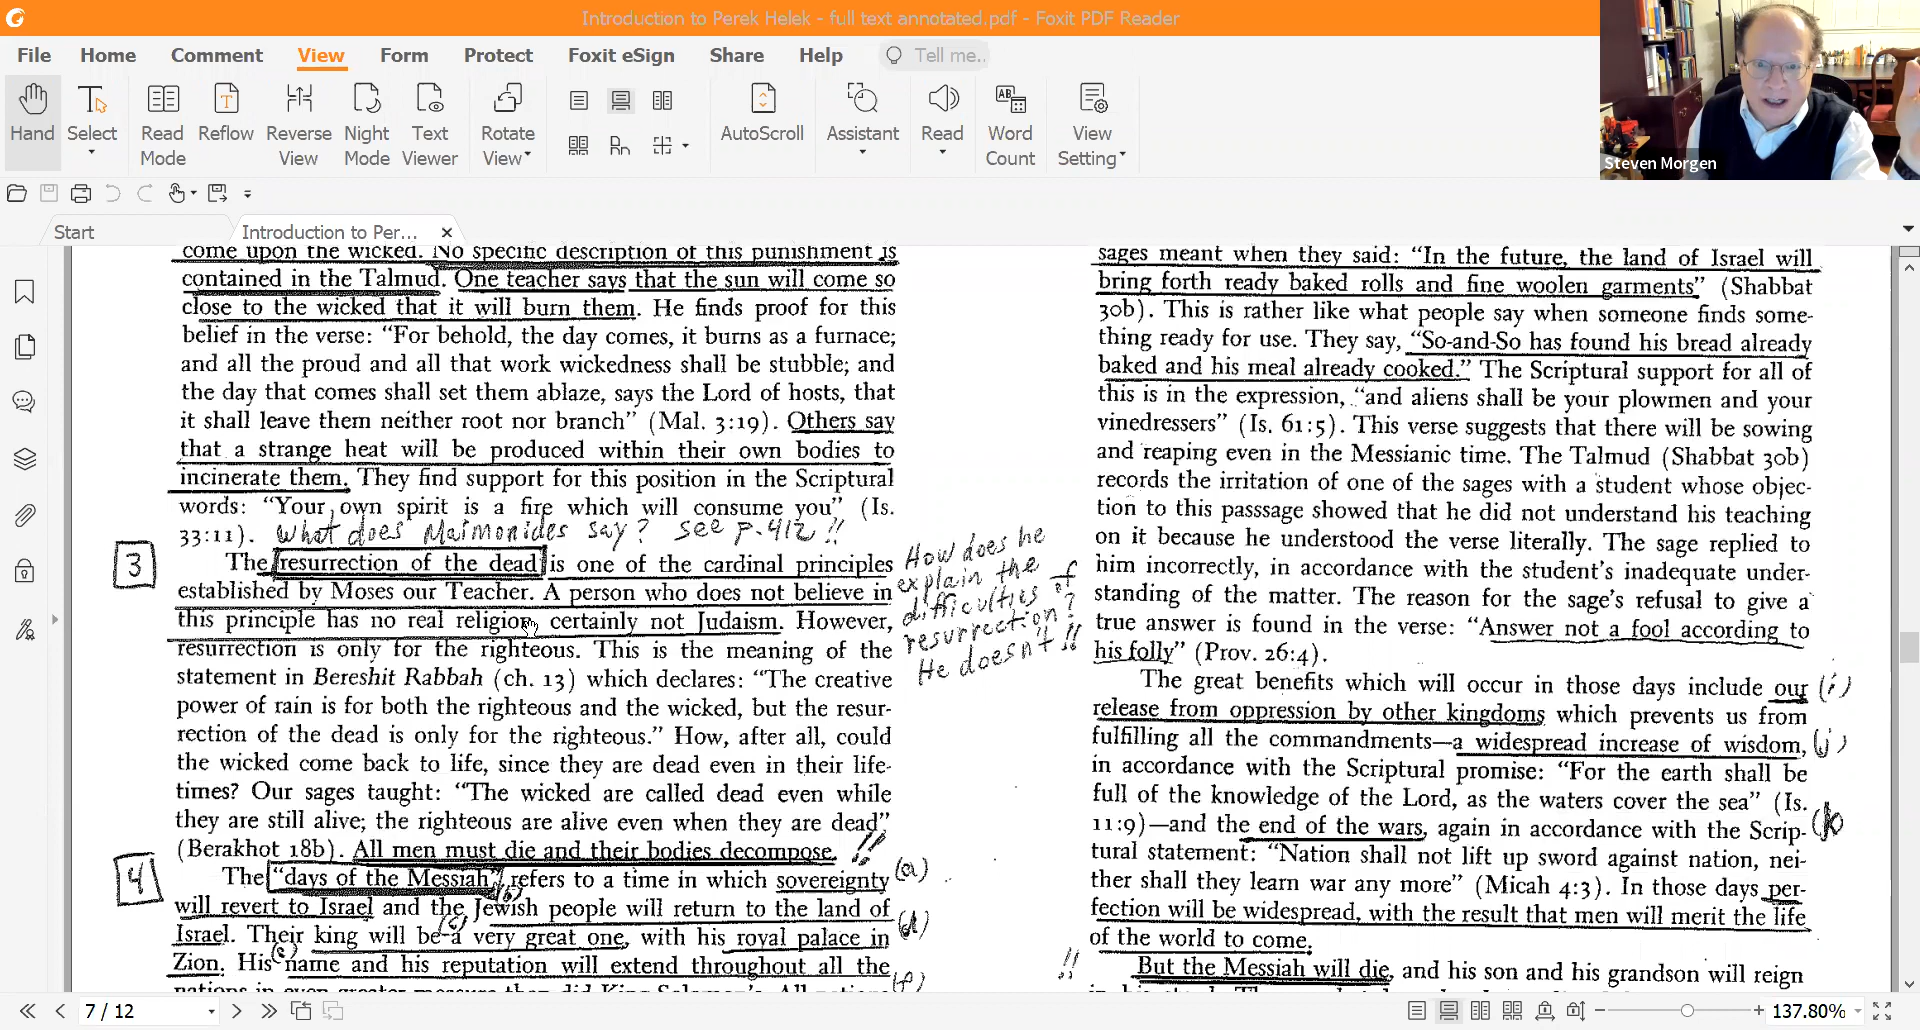 Introduction to Perek Helek - full text annotated.pdf - Foxit PDF Reader
File Home Comment View Form Protect Foxit eSign Share Help Tell me..
Hand Select Read Mode Reflow Reverse View Night Mode Text Viewer Rotate View AutoScroll Assistant Read Word Count View Setting
Steven Morgen
Start Introduction to Per... ×
come upon the wicked. No specific description of this punishment is
contained in the Talmud. One teacher says that the sun will come so
close to the wicked that it will burn them. He finds proof for this
belief in the verse: “For behold, the day comes, it burns as a furnace;
and all the proud and all that work wickedness shall be stubble; and
the day that comes shall set them ablaze, says the Lord of hosts, that
it shall leave them neither root nor branch” (Mal. 3:19). Others say
that a strange heat will be produced within their own bodies to
incinerate them. They find support for this position in the Scriptural
words: “Your own spirit is a fire which will consume you” (Is.
33:11). What does Maimonides say? See p.412!!
3
The resurrection of the dead is one of the cardinal principles
established by Moses our Teacher. A person who does not believe in
this principle has no real religion, certainly not Judaism. However,
resurrection is only for the righteous. This is the meaning of the
statement in Bereshit Rabbah (ch. 13) which declares: “The creative
power of rain is for both the righteous and the wicked, but the resur-
rection of the dead is only for the righteous.” How, after all, could
the wicked come back to life, since they are dead even in their life-
times? Our sages taught: “The wicked are called dead even while
they are still alive; the righteous are alive even when they are dead”
(Berakhot 18b). All men must die and their bodies decompose. !!
4
The “days of the Messiah” refers to a time in which sovereignty (a)
will revert to Israel and the (b) Jewish people will return to the land of
Israel. Their king will be (c) a very great one, with his royal palace in (d)
Zion. His (e) name and his reputation will extend throughout all the
nations in even greater measure than did King Solomon's. All nations (f)
How does he
explain the
difficulties of
resurrection?
He doesn't!!
sages meant when they said: “In the future, the land of Israel will
bring forth ready baked rolls and fine woolen garments” (Shabbat
30b). This is rather like what people say when someone finds some-
thing ready for use. They say, “So-and-So has found his bread already
baked and his meal already cooked.” The Scriptural support for all of
this is in the expression, “and aliens shall be your plowmen and your
vinedressers” (Is. 61:5). This verse suggests that there will be sowing
and reaping even in the Messianic time. The Talmud (Shabbat 30b)
records the irritation of one of the sages with a student whose objec-
tion to this passsage showed that he did not understand his teaching
on it because he understood the verse literally. The sage replied to
him incorrectly, in accordance with the student's inadequate under-
standing of the matter. The reason for the sage's refusal to give a
true answer is found in the verse: “Answer not a fool according to
his folly” (Prov. 26:4).
The great benefits which will occur in those days include our (i)
release from oppression by other kingdoms which prevents us from
fulfilling all the commandments—a widespread increase of wisdom, (j)
in accordance with the Scriptural promise: “For the earth shall be
full of the knowledge of the Lord, as the waters cover the sea” (Is.
11:9)—and the end of the wars, again in accordance with the Scrip- (k)
tural statement: “Nation shall not lift up sword against nation, nei-
ther shall they learn war any more” (Micah 4:3). In those days per-
fection will be widespread, with the result that men will merit the life
of the world to come.
!! But the Messiah will die, and his son and his grandson will reign
7 / 12 137.80%